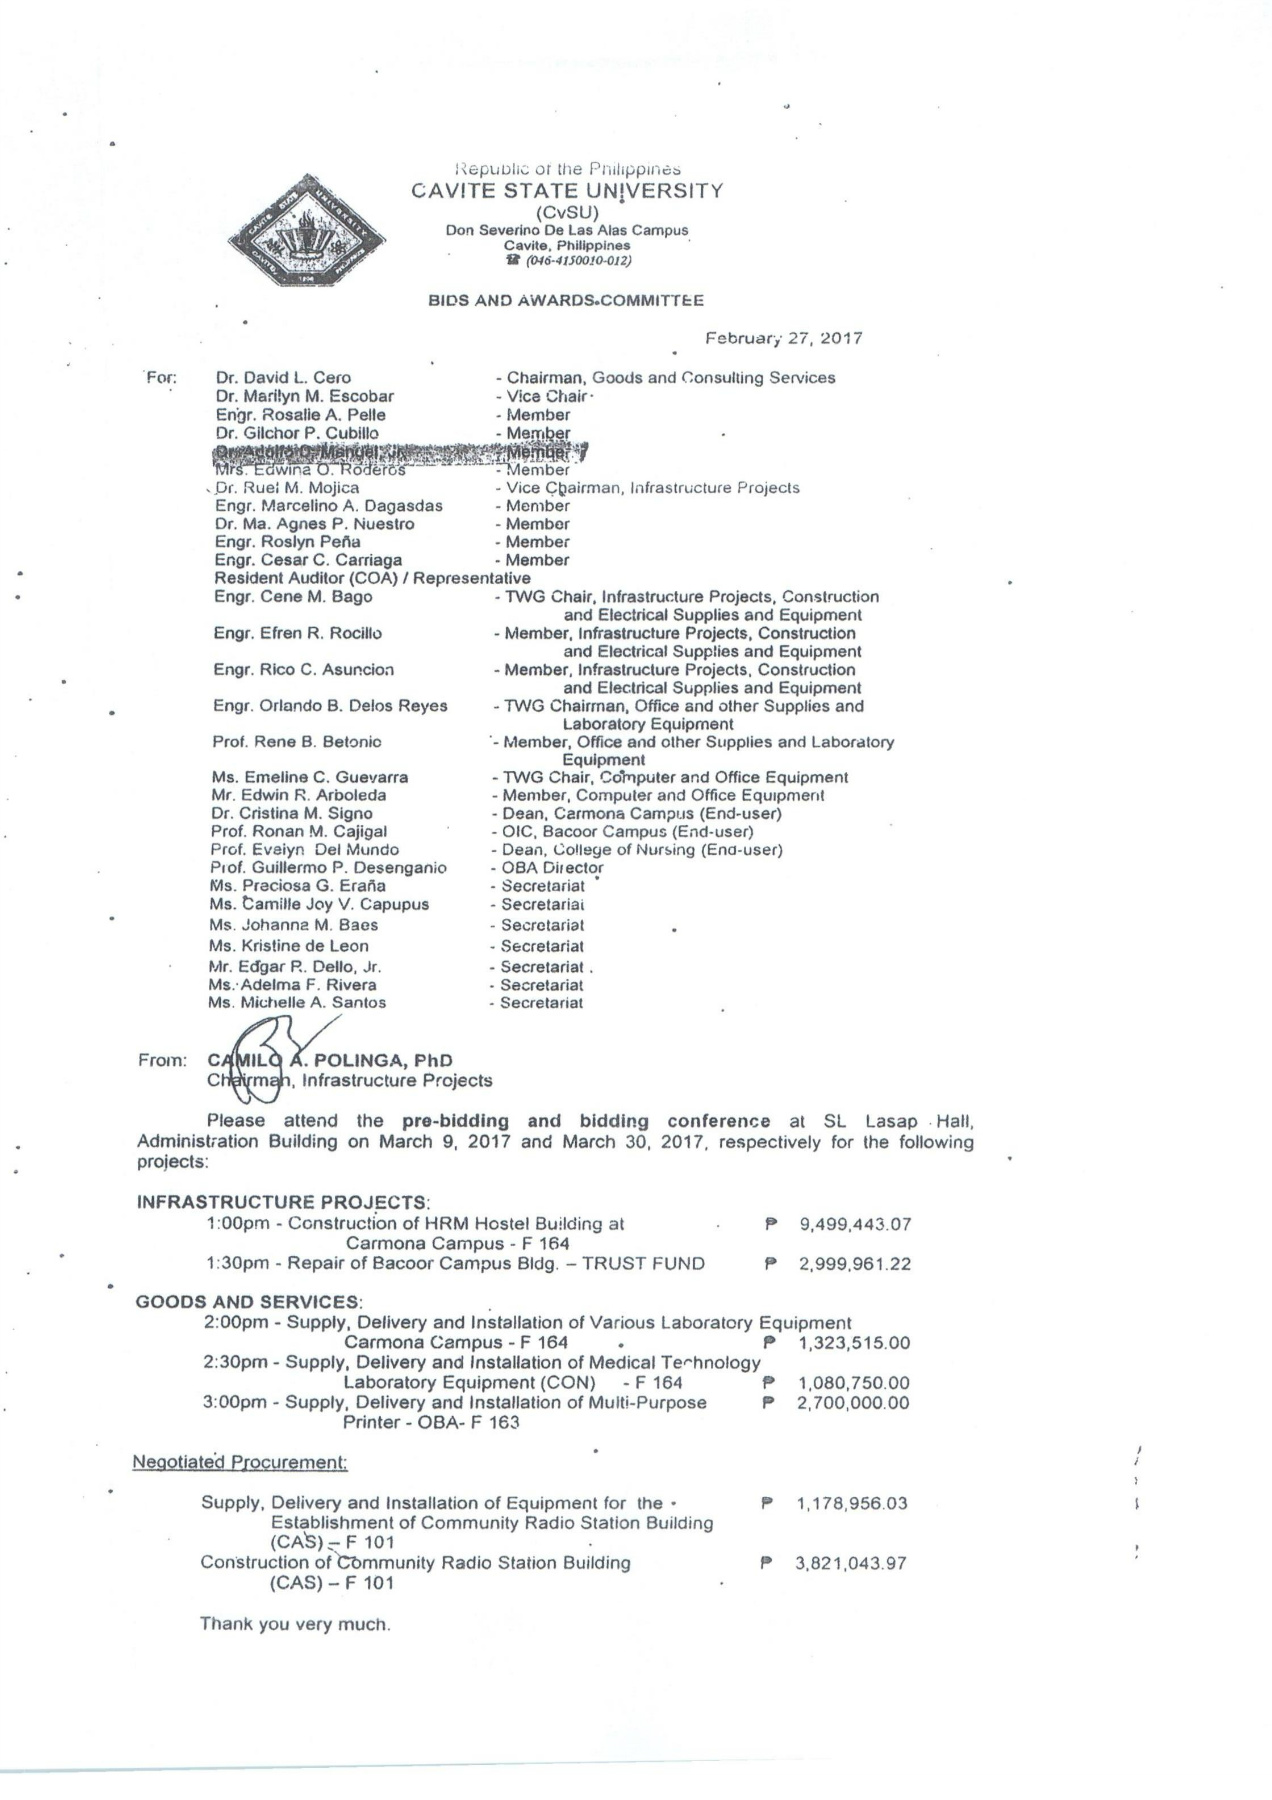 Republic of the Philippines
CAVITE STATE UNIVERSITY
(CvSU)
Don Severino De Las Alas Campus
Cavite, Philippines
☎ (046-4150010-012)
CAVITE STATE UNIVERSITY
CAVITE, 1906 PHILIPPINES
BIDS AND AWARDS COMMITTEE
February 27, 2017
For: Dr. David L. Cero - Chairman, Goods and Consulting Services
Dr. Marilyn M. Escobar - Vice Chair
Engr. Rosalie A. Pelle - Member
Dr. Gilchor P. Cubillo - Member
Dr. Adolfo C. Manuel, Jr. - Member
Mrs. Edwina O. Roderos - Member
Dr. Ruel M. Mojica - Vice Chairman, Infrastructure Projects
Engr. Marcelino A. Dagasdas - Member
Dr. Ma. Agnes P. Nuestro - Member
Engr. Roslyn Peña - Member
Engr. Cesar C. Carriaga - Member
Resident Auditor (COA) / Representative
Engr. Cene M. Bago - TWG Chair, Infrastructure Projects, Construction
and Electrical Supplies and Equipment
Engr. Efren R. Rocillo - Member, Infrastructure Projects, Construction
and Electrical Supplies and Equipment
Engr. Rico C. Asuncion - Member, Infrastructure Projects, Construction
and Electrical Supplies and Equipment
Engr. Orlando B. Delos Reyes - TWG Chairman, Office and other Supplies and
Laboratory Equipment
Prof. Rene B. Betonio - Member, Office and other Supplies and Laboratory
Equipment
Ms. Emeline C. Guevarra - TWG Chair, Computer and Office Equipment
Mr. Edwin R. Arboleda - Member, Computer and Office Equipment
Dr. Cristina M. Signo - Dean, Carmona Campus (End-user)
Prof. Ronan M. Cajigal - OIC, Bacoor Campus (End-user)
Prof. Evelyn Del Mundo - Dean, College of Nursing (End-user)
Prof. Guillermo P. Desenganio - OBA Director
Ms. Preciosa G. Eraña - Secretariat
Ms. Camille Joy V. Capupus - Secretariat
Ms. Johanna M. Baes - Secretariat
Ms. Kristine de Leon - Secretariat
Mr. Edgar R. Dello, Jr. - Secretariat
Ms. Adelma F. Rivera - Secretariat
Ms. Michelle A. Santos - Secretariat
From: CAMILO A. POLINGA, PhD
Chairman, Infrastructure Projects
Please attend the pre-bidding and bidding conference at SL Lasap Hall,
Administration Building on March 9, 2017 and March 30, 2017, respectively for the following
projects:
INFRASTRUCTURE PROJECTS:
1:00pm - Construction of HRM Hostel Building at ₱ 9,499,443.07
Carmona Campus - F 164
1:30pm - Repair of Bacoor Campus Bldg. – TRUST FUND ₱ 2,999,961.22
GOODS AND SERVICES:
2:00pm - Supply, Delivery and Installation of Various Laboratory Equipment
Carmona Campus - F 164 ₱ 1,323,515.00
2:30pm - Supply, Delivery and Installation of Medical Technology
Laboratory Equipment (CON) - F 164 ₱ 1,080,750.00
3:00pm - Supply, Delivery and Installation of Multi-Purpose ₱ 2,700,000.00
Printer - OBA- F 163
Negotiated Procurement:
Supply, Delivery and Installation of Equipment for the ₱ 1,178,956.03
Establishment of Community Radio Station Building
(CAS) – F 101
Construction of Community Radio Station Building ₱ 3,821,043.97
(CAS) – F 101
Thank you very much.